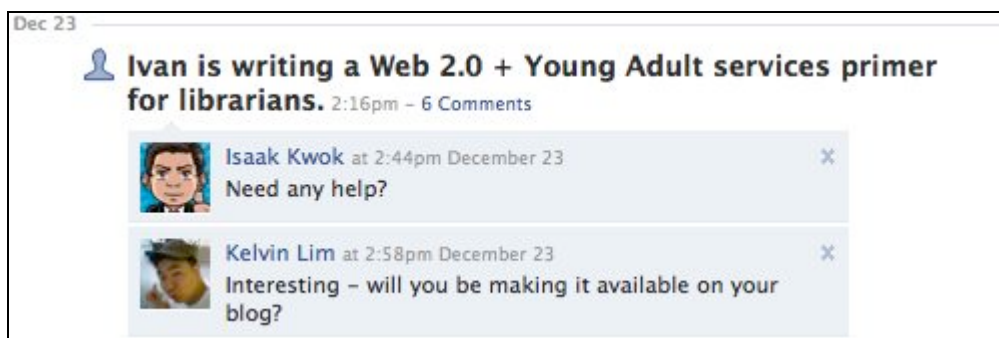 Dec 23
Ivan is writing a Web 2.0 + Young Adult services primer
for librarians. 2:16pm – 6 Comments
Isaak Kwok at 2:44pm December 23
Need any help?
Kelvin Lim at 2:58pm December 23
Interesting – will you be making it available on your
blog?